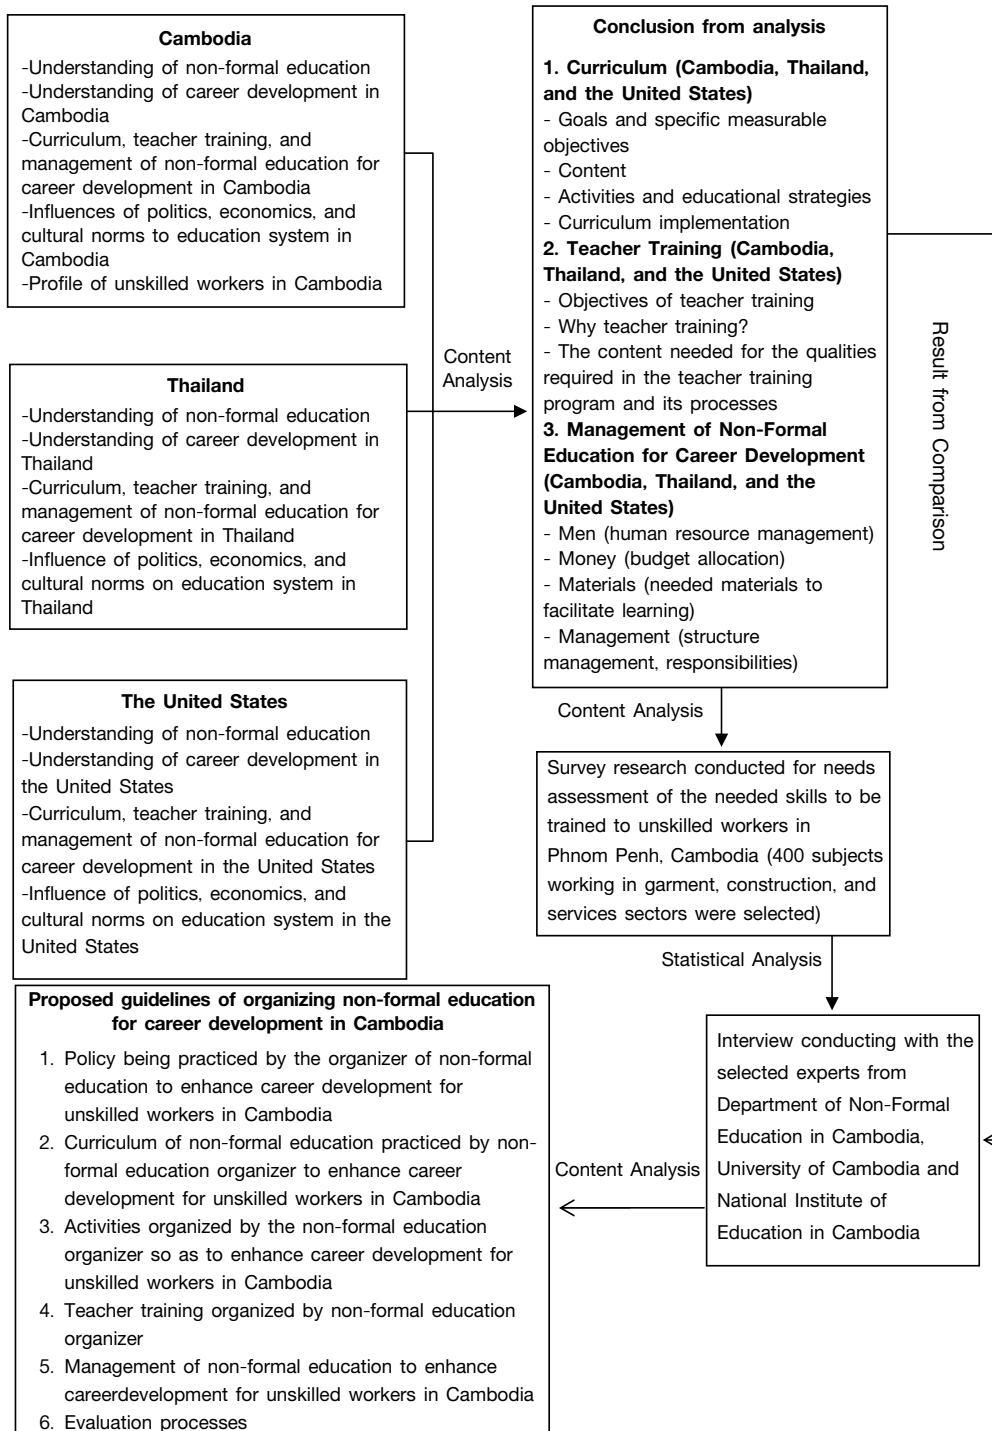 Cambodia
-Understanding of non-formal education
-Understanding of career development in
Cambodia
-Curriculum, teacher training, and
management of non-formal education for
career development in Cambodia
-Influences of politics, economics, and
cultural norms to education system in
Cambodia
-Profile of unskilled workers in Cambodia
Thailand
-Understanding of non-formal education
-Understanding of career development in
Thailand
-Curriculum, teacher training, and
management of non-formal education for
career development in Thailand
-Influence of politics, economics, and
cultural norms on education system in
Thailand
The United States
-Understanding of non-formal education
-Understanding of career development in
the United States
-Curriculum, teacher training, and
management of non-formal education for
career development in the United States
-Influence of politics, economics, and
cultural norms on education system in the
United States
Content
Analysis
Conclusion from analysis
1. Curriculum (Cambodia, Thailand,
and the United States)
- Goals and specific measurable
objectives
- Content
- Activities and educational strategies
- Curriculum implementation
2. Teacher Training (Cambodia,
Thailand, and the United States)
- Objectives of teacher training
- Why teacher training?
- The content needed for the qualities
required in the teacher training
program and its processes
3. Management of Non-Formal
Education for Career Development
(Cambodia, Thailand, and the
United States)
- Men (human resource management)
- Money (budget allocation)
- Materials (needed materials to
facilitate learning)
- Management (structure
management, responsibilities)
Result from Comparison
Content Analysis
Survey research conducted for needs
assessment of the needed skills to be
trained to unskilled workers in
Phnom Penh, Cambodia (400 subjects
working in garment, construction, and
services sectors were selected)
Statistical Analysis
Interview conducting with the
selected experts from
Department of Non-Formal
Education in Cambodia,
University of Cambodia and
National Institute of
Education in Cambodia
Content Analysis
Proposed guidelines of organizing non-formal education
for career development in Cambodia
1. Policy being practiced by the organizer of non-formal
education to enhance career development for
unskilled workers in Cambodia
2. Curriculum of non-formal education practiced by non-
formal education organizer to enhance career
development for unskilled workers in Cambodia
3. Activities organized by the non-formal education
organizer so as to enhance career development for
unskilled workers in Cambodia
4. Teacher training organized by non-formal education
organizer
5. Management of non-formal education to enhance
careerdevelopment for unskilled workers in Cambodia
6. Evaluation processes